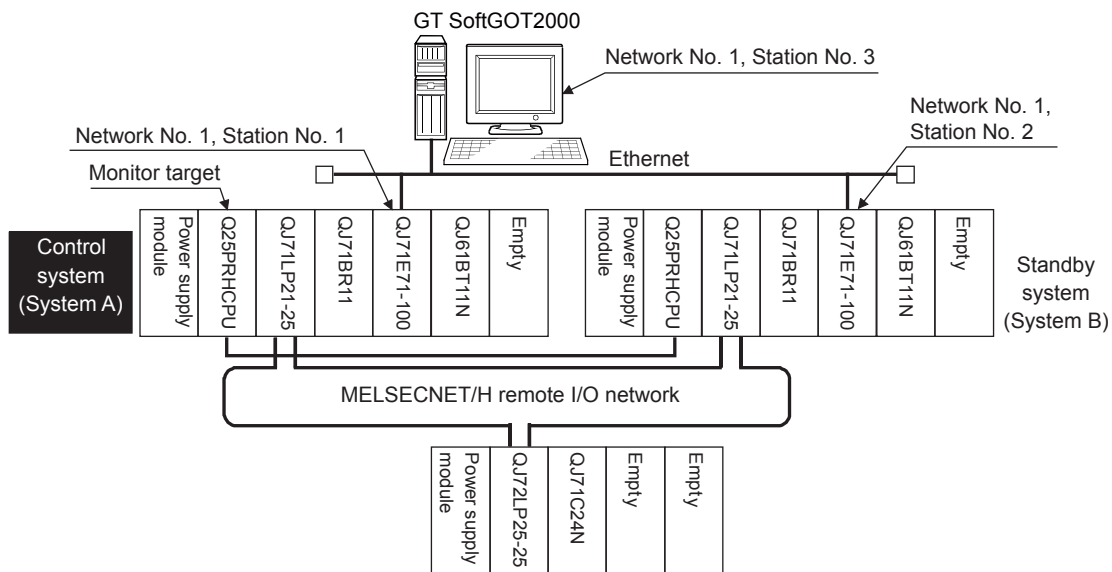 GT SoftGOT2000
Network No. 1, Station No. 3
Network No. 1,
Station No. 2
Network No. 1, Station No. 1
Ethernet
Monitor target
Control
system
(System A)
Power supply
module
Q25PRHCPU
QJ71LP21-25
QJ71BR11
QJ71E71-100
QJ61BT11N
Empty
Power supply
module
Q25PRHCPU
QJ71LP21-25
QJ71BR11
QJ71E71-100
QJ61BT11N
Empty
Standby
system
(System B)
MELSECNET/H remote I/O network
Power supply
module
QJ72LP25-25
QJ71C24N
Empty
Empty